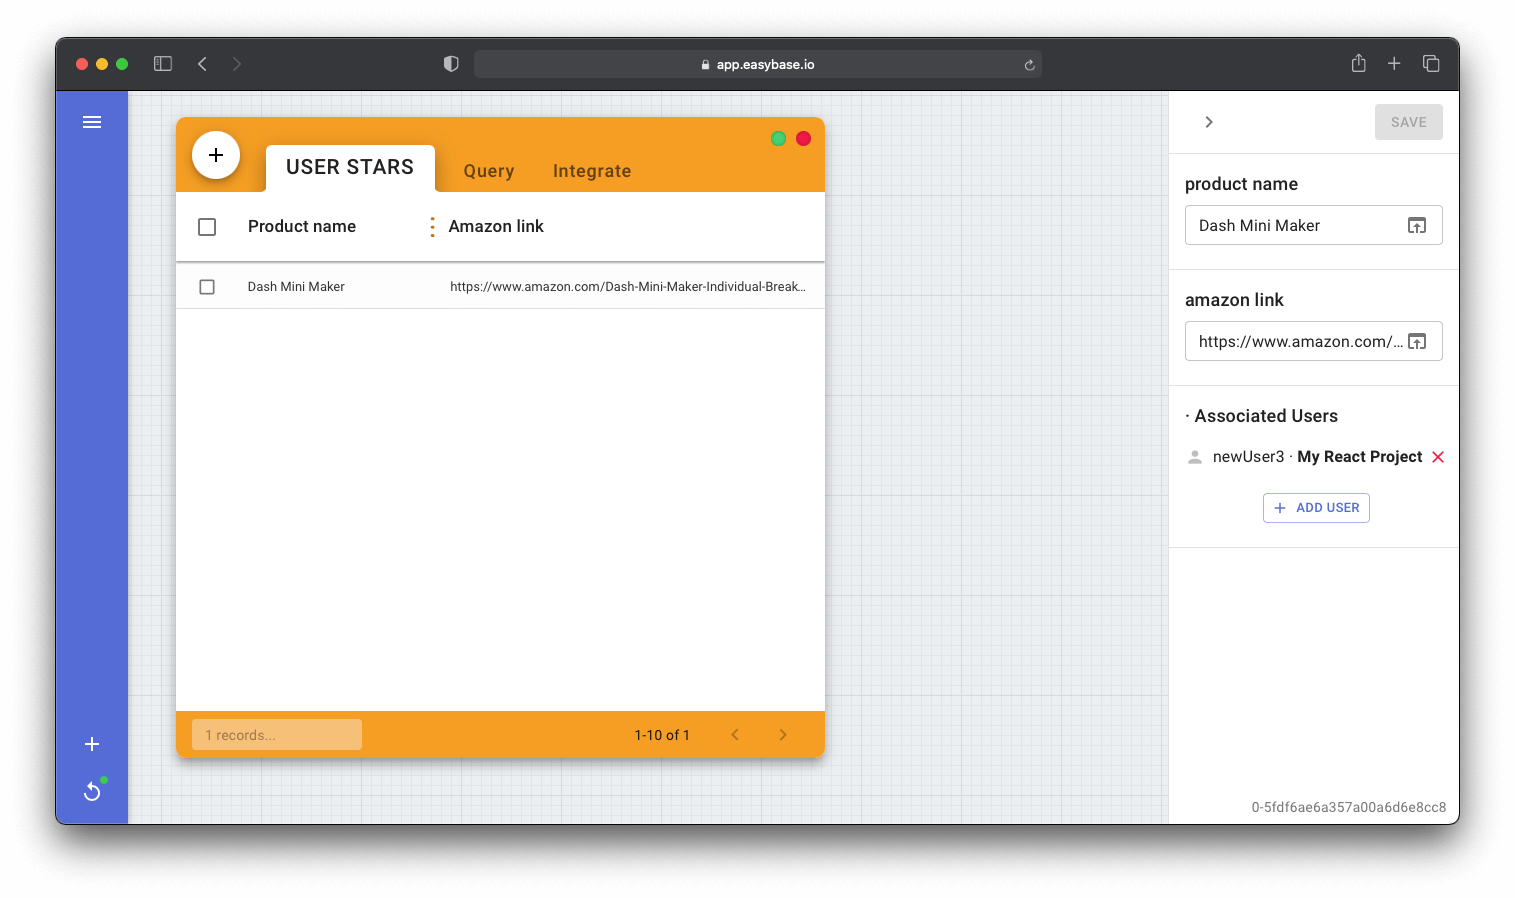 app.easybase.io
SAVE
USER STARS
Query
Integrate
Product name
Amazon link
Dash Mini Maker
https://www.amazon.com/Dash-Mini-Maker-Individual-Break...
1 records...
1-10 of 1
product name
Dash Mini Maker
amazon link
https://www.amazon.com/...
· Associated Users
newUser3 · My React Project
ADD USER
0-5fdf6ae6a357a00a6d6e8cc8